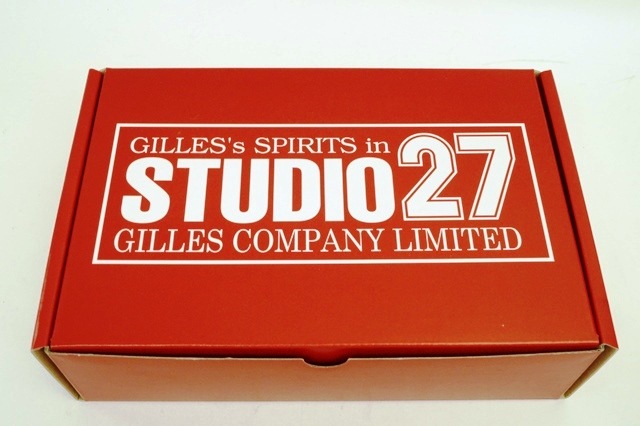 GILLES's SPIRITS in
STUDIO27
GILLES COMPANY LIMITED